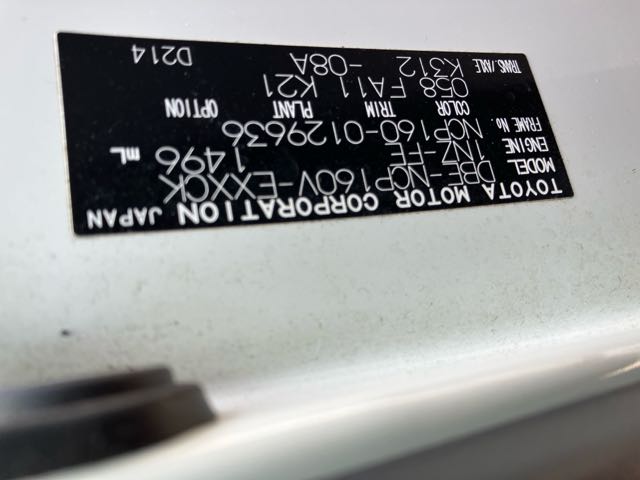 TOYOTA MOTOR CORPORATION JAPAN
MODEL DBE-NCP160V-EXXCK
ENGINE 1NZ-FE 1496 mL
FRAME No. NCP160-0129636
COLOR TRIM PLANT OPTION
058 FA11 K21
TRANS./AXLE K312 -08A D214